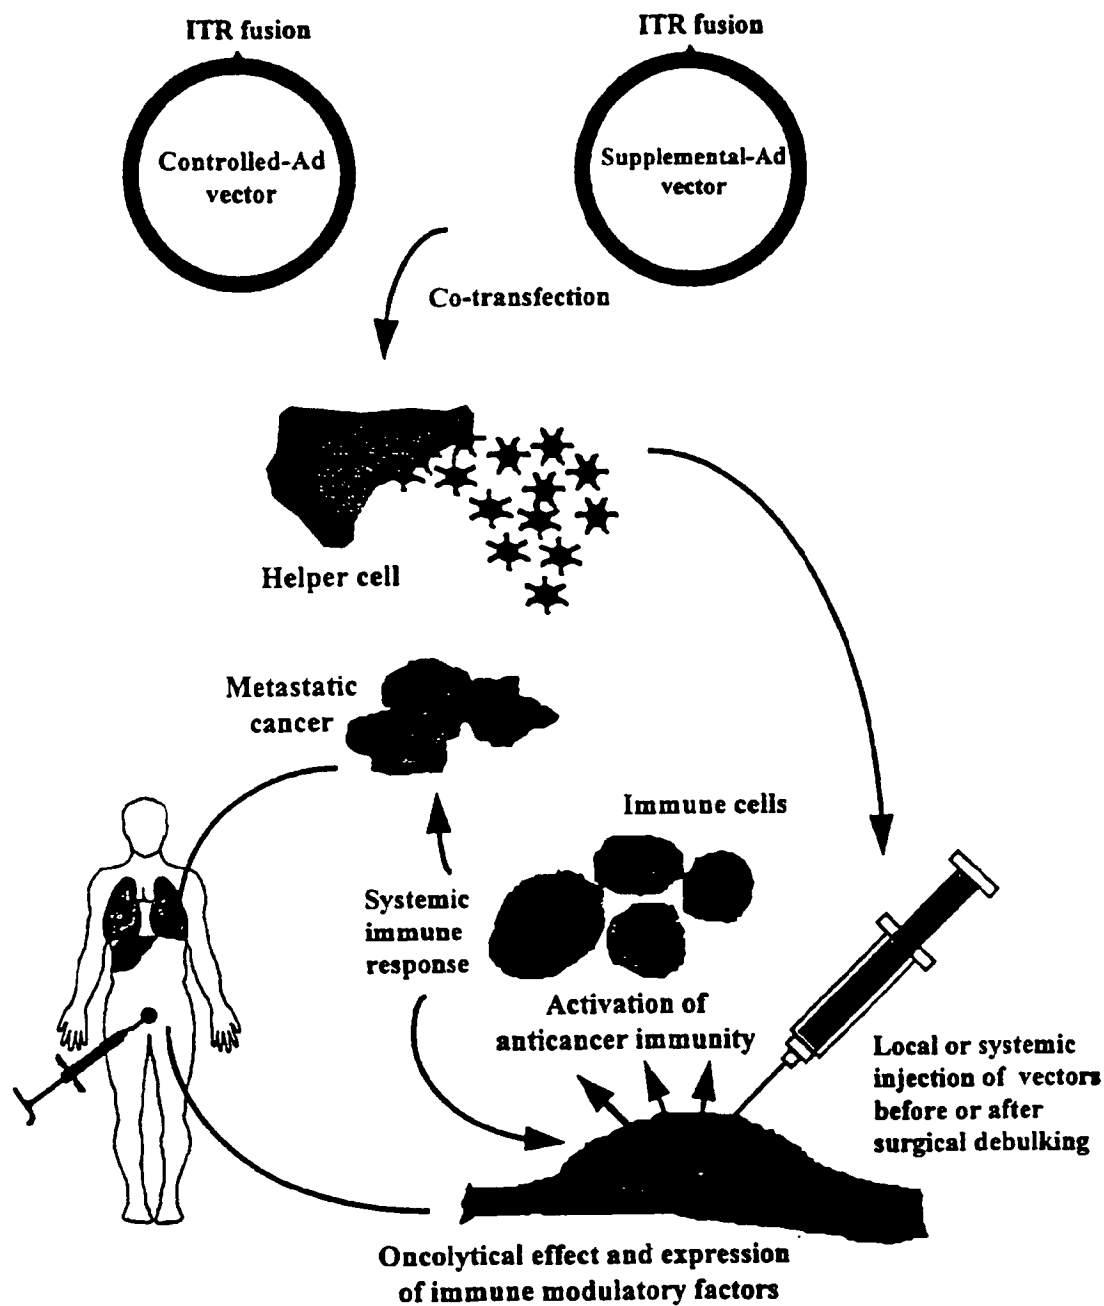 ITR fusion
ITR fusion
Controlled-Ad
vector
Supplemental-Ad
vector
Co-transfection
Helper cell
Metastatic
cancer
Immune cells
Systemic
immune
response
Activation of
anticancer immunity
Local or systemic
injection of vectors
before or after
surgical debulking
Oncolytical effect and expression
of immune modulatory factors